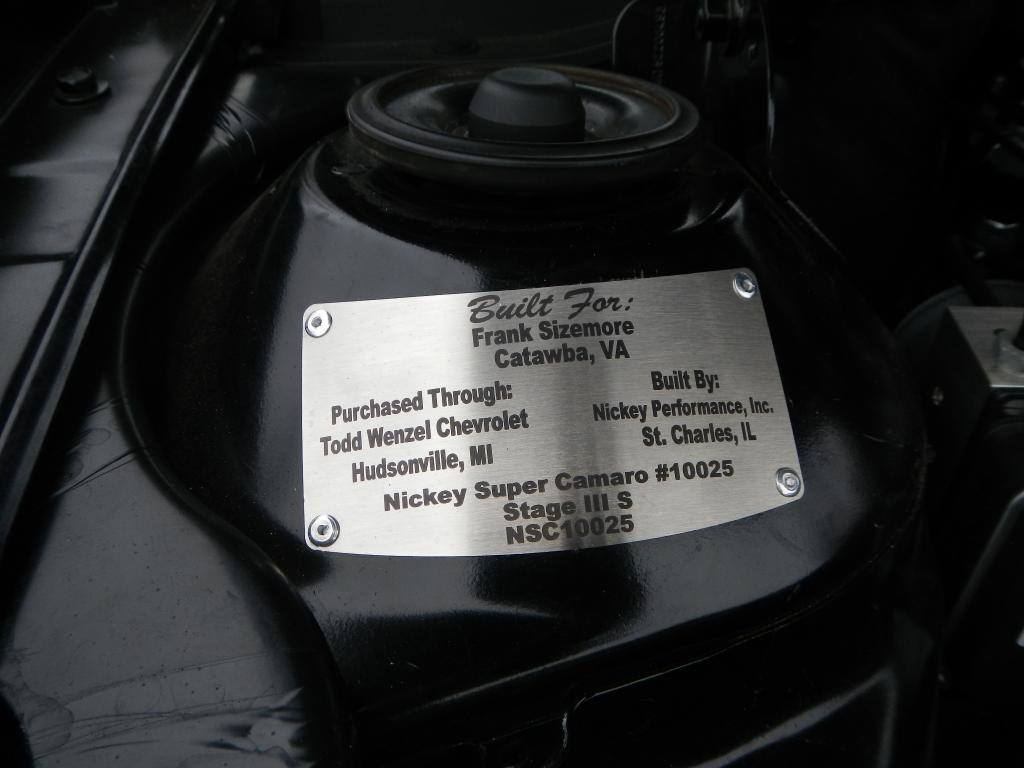 Built For:
Frank Sizemore
Catawba, VA
Purchased Through:
Todd Wenzel Chevrolet
Hudsonville, MI
Built By:
Nickey Performance, Inc.
St. Charles, IL
Nickey Super Camaro #10025
Stage III S
NSC10025